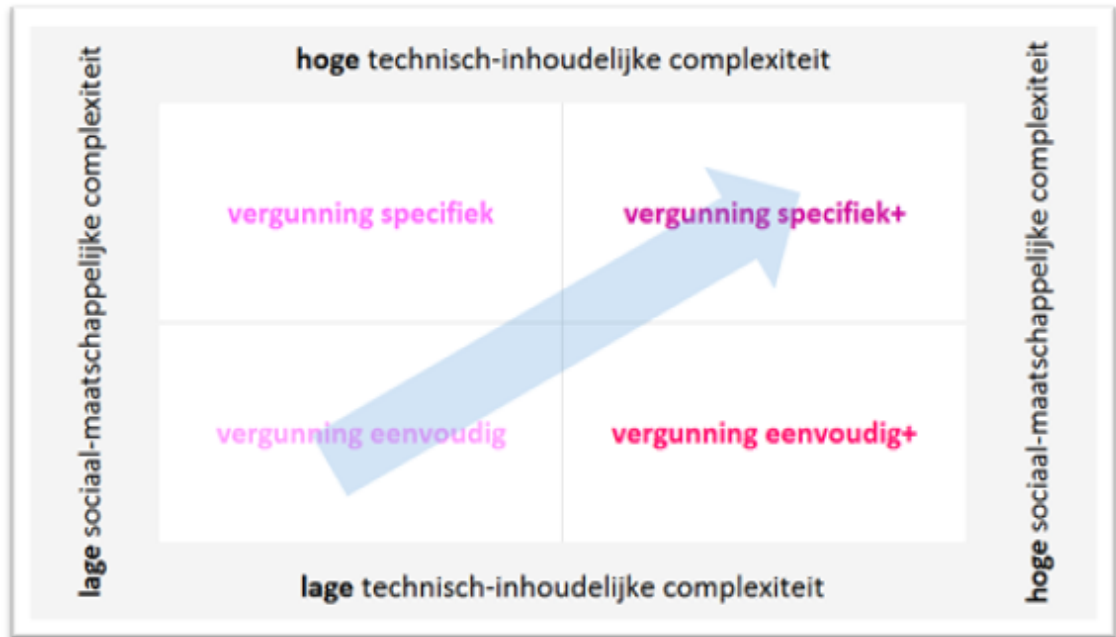 hoge technisch-inhoudelijke complexiteit
lage sociaal-maatschappelijke complexiteit
vergunning specifiek
vergunning specifiek+
vergunning eenvoudig
vergunning eenvoudig+
hoge sociaal-maatschappelijke complexiteit
lage technisch-inhoudelijke complexiteit